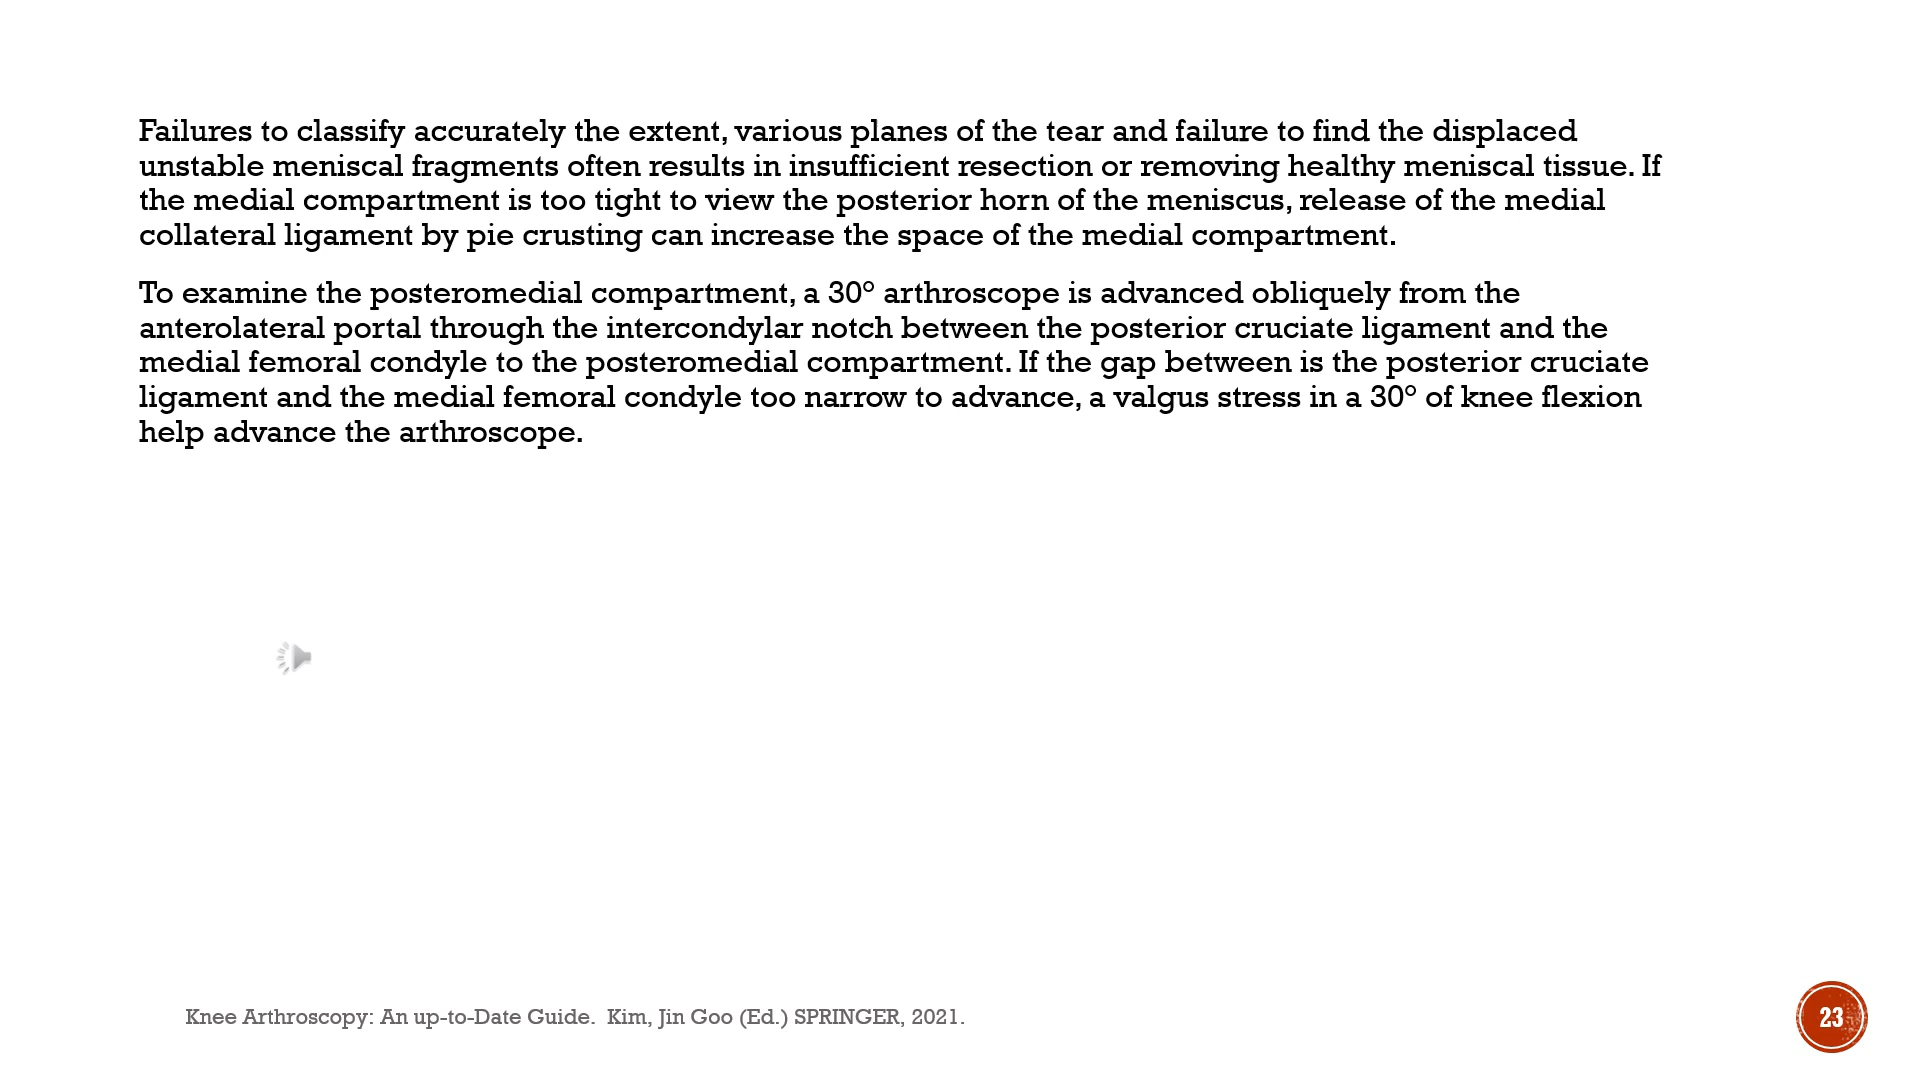 Failures to classify accurately the extent, various planes of the tear and failure to find the displaced
unstable meniscal fragments often results in insufficient resection or removing healthy meniscal tissue. If
the medial compartment is too tight to view the posterior horn of the meniscus, release of the medial
collateral ligament by pie crusting can increase the space of the medial compartment.
To examine the posteromedial compartment, a 30° arthroscope is advanced obliquely from the
anterolateral portal through the intercondylar notch between the posterior cruciate ligament and the
medial femoral condyle to the posteromedial compartment. If the gap between is the posterior cruciate
ligament and the medial femoral condyle too narrow to advance, a valgus stress in a 30° of knee flexion
help advance the arthroscope.
Knee Arthroscopy: An up-to-Date Guide. Kim, Jin Goo (Ed.) SPRINGER, 2021.
23